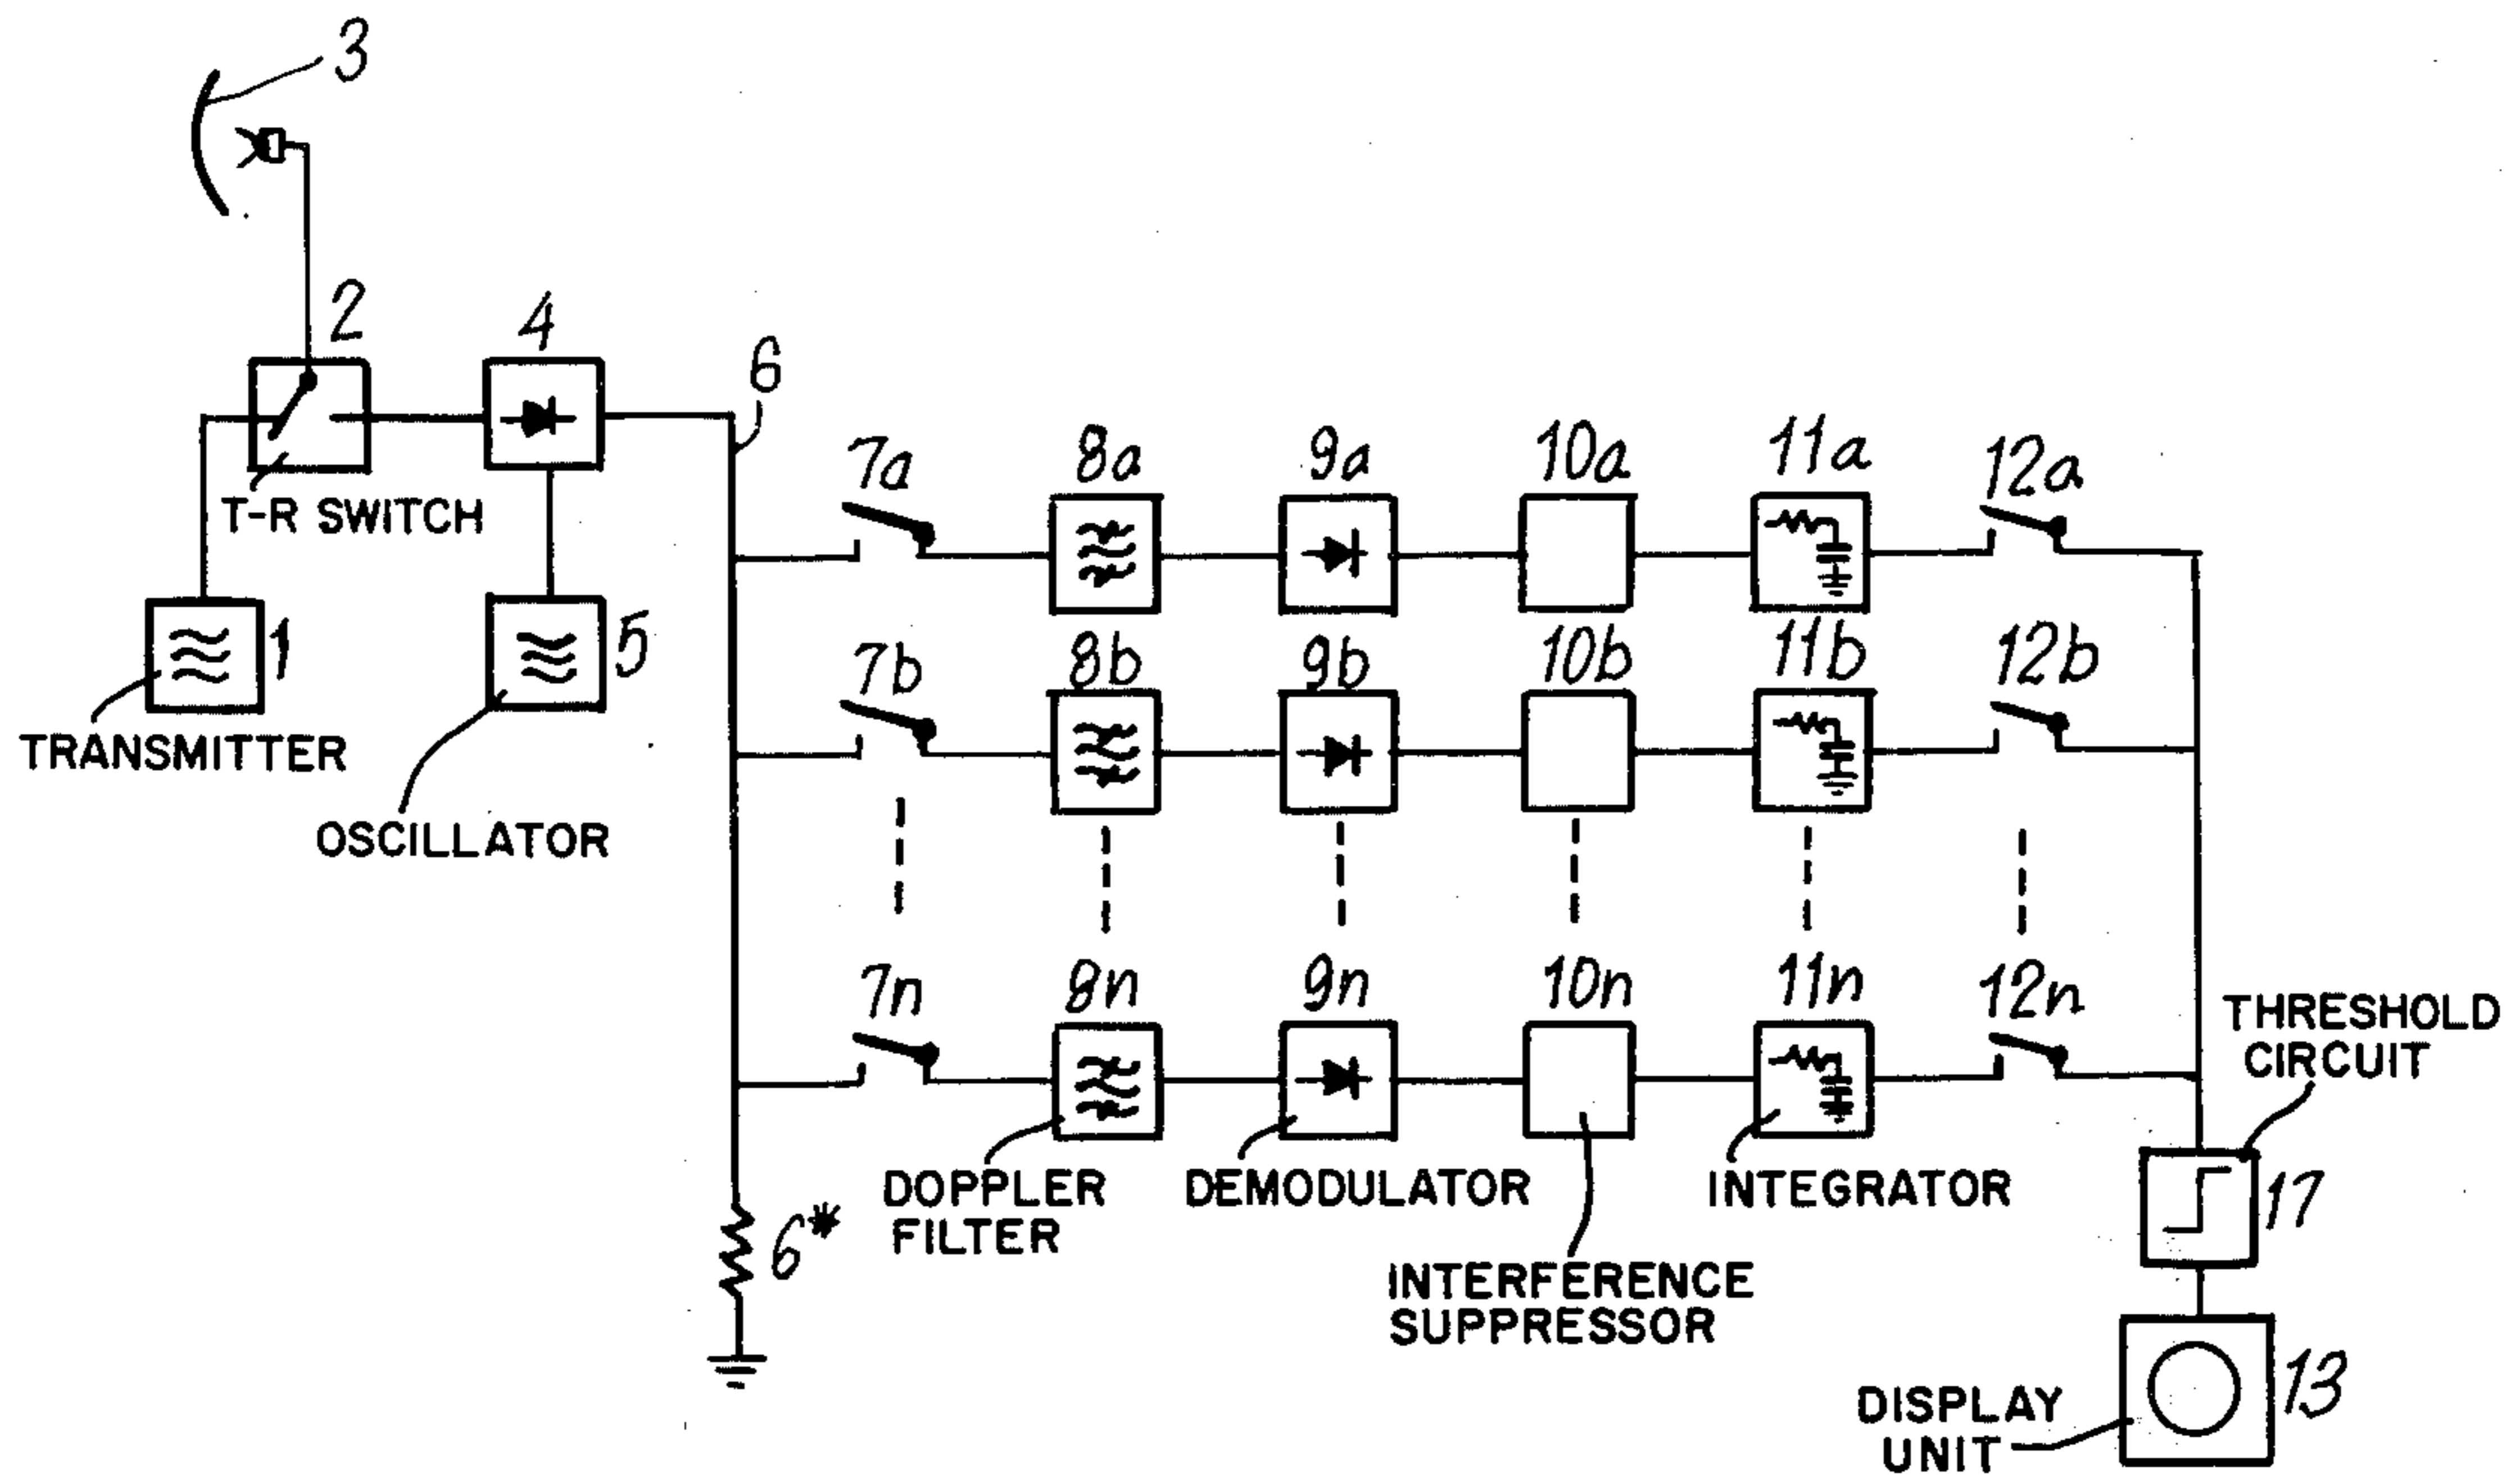 3
2
4
6
T-R SWITCH
1
5
TRANSMITTER
OSCILLATOR
7a 8a 9a 10a 11a 12a
7b 8b 9b 10b 11b 12b
7n 8n 9n 10n 11n 12n
THRESHOLD
CIRCUIT
DOPPLER
FILTER
DEMODULATOR
INTEGRATOR
17
6*
INTERFERENCE
SUPPRESSOR
13
DISPLAY
UNIT